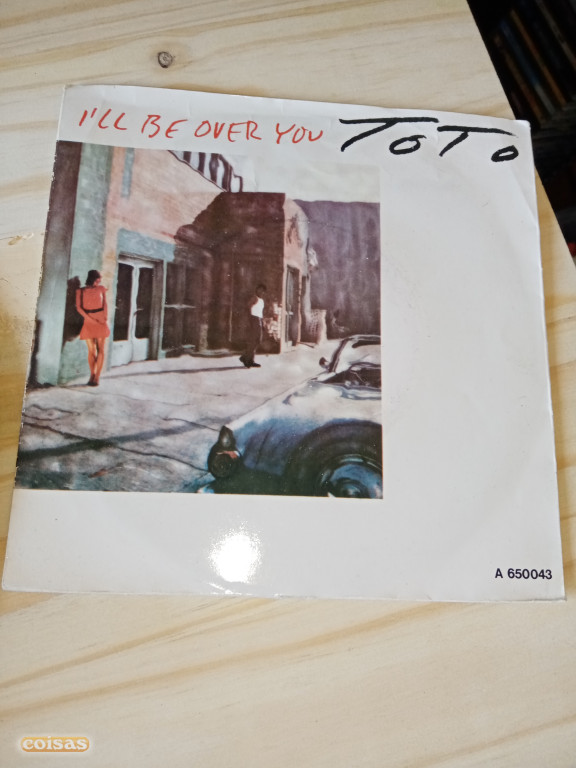 I'LL BE OVER YOU TOTO
A 650043
coisas